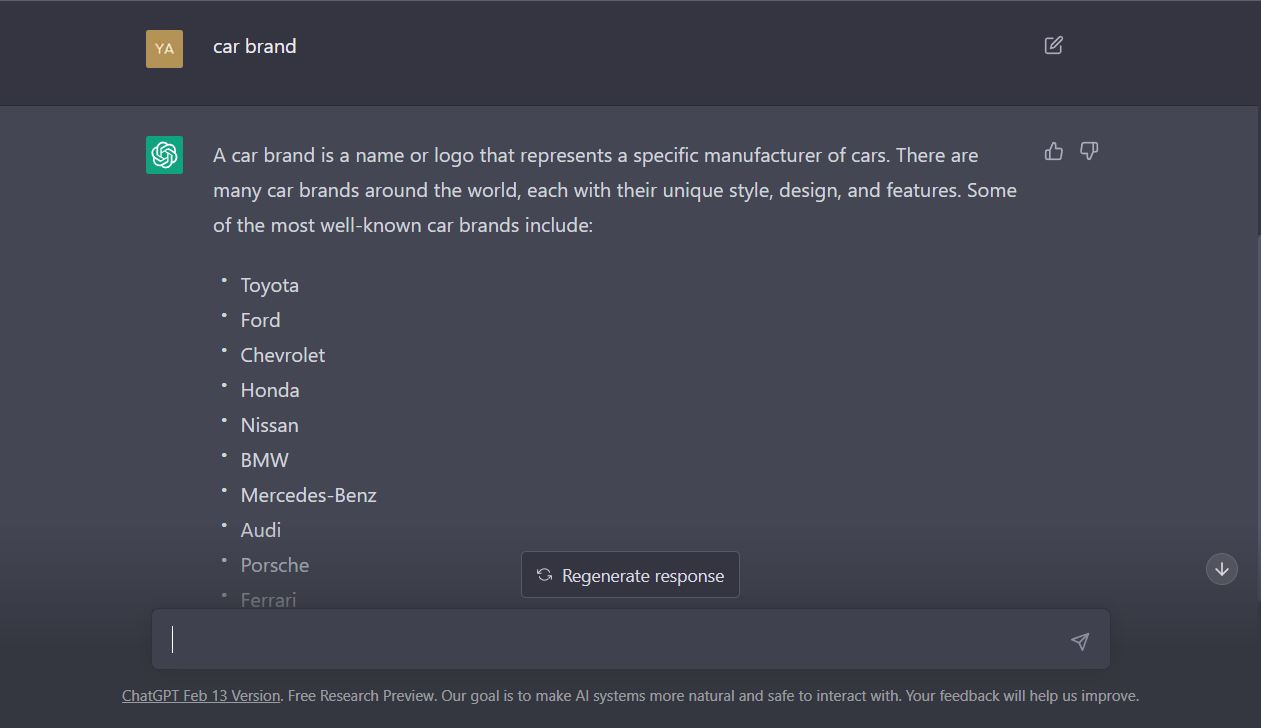 YA
car brand
A car brand is a name or logo that represents a specific manufacturer of cars. There are
many car brands around the world, each with their unique style, design, and features. Some
of the most well-known car brands include:
• Toyota
• Ford
• Chevrolet
• Honda
• Nissan
• BMW
• Mercedes-Benz
• Audi
• Porsche
• Ferrari
Regenerate response
ChatGPT Feb 13 Version. Free Research Preview. Our goal is to make AI systems more natural and safe to interact with. Your feedback will help us improve.